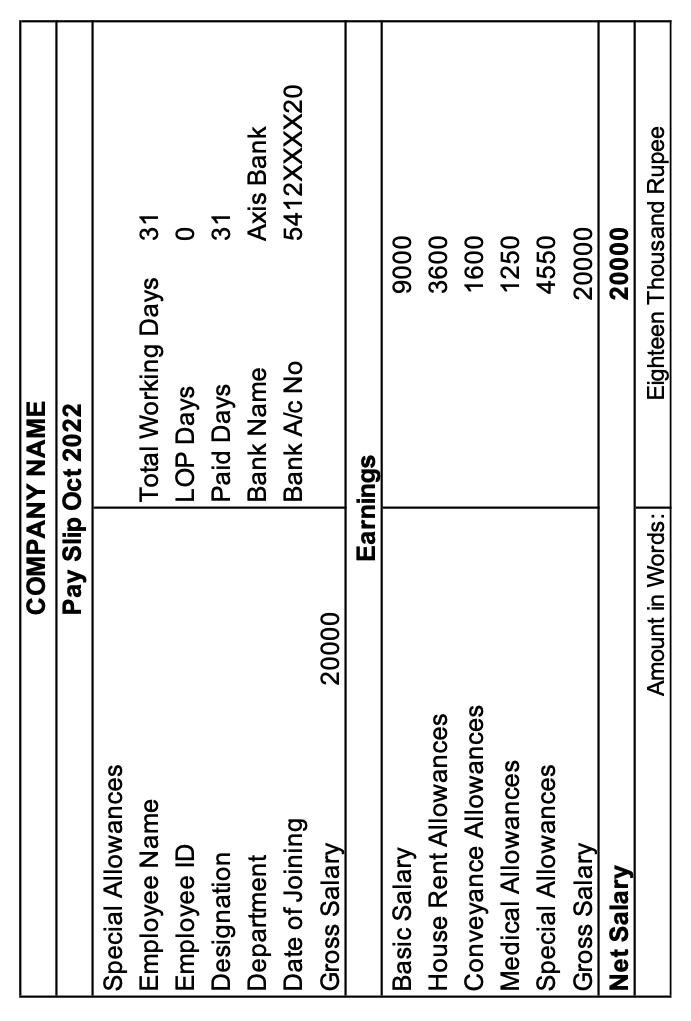 COMPANY NAME
Pay Slip Oct 2022
Special Allowances
Employee Name Total Working Days 31
Employee ID LOP Days 0
Designation Paid Days 31
Department Bank Name Axis Bank
Date of Joining Bank A/c No 5412XXXX20
Gross Salary 20000
Earnings
Basic Salary 9000
House Rent Allowances 3600
Conveyance Allowances 1600
Medical Allowances 1250
Special Allowances 4550
Gross Salary 20000
Net Salary 20000
Amount in Words: Eighteen Thousand Rupee